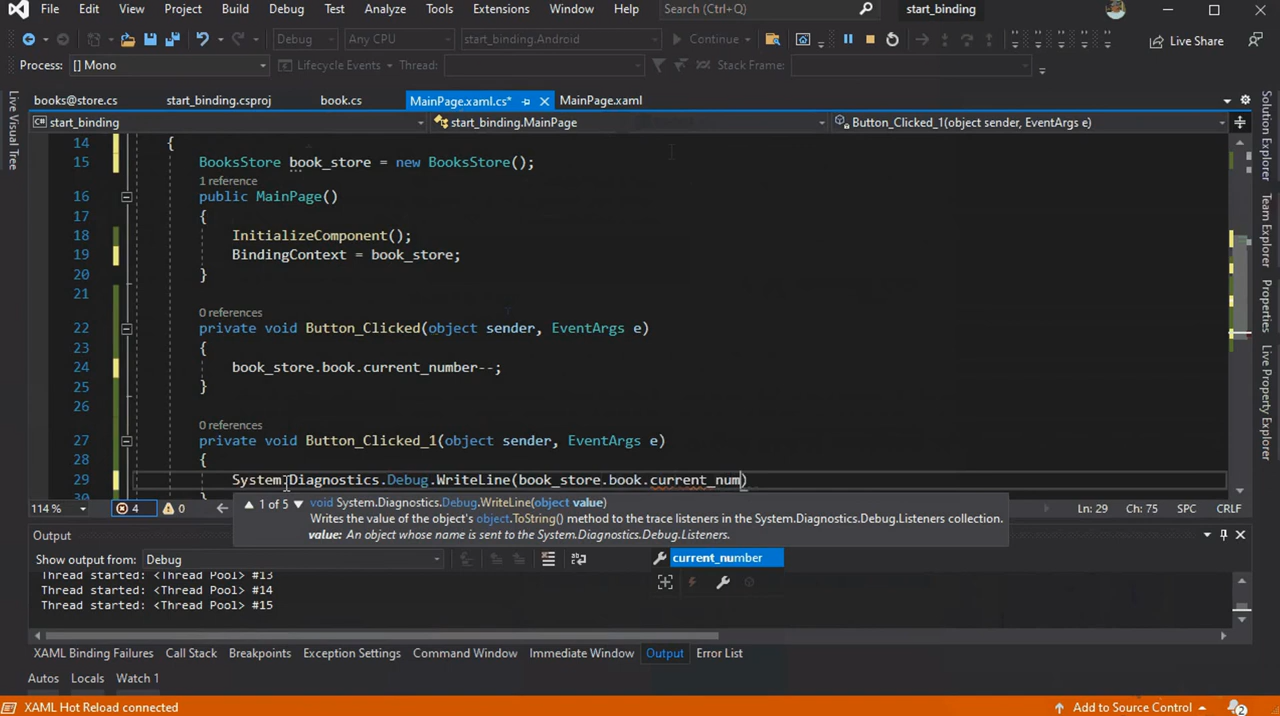 File Edit View Project Build Debug Test Analyze Tools Extensions Window Help Search (Ctrl+Q) start_binding
Debug Any CPU start_binding.Android Continue Live Share
Process: [] Mono Lifecycle Events Thread: Stack Frame:
books@store.cs start_binding.csproj book.cs MainPage.xaml.cs* MainPage.xaml
start_binding start_binding.MainPage Button_Clicked_1(object sender, EventArgs e)
14 {
15 BooksStore book_store = new BooksStore();
1 reference
16 public MainPage()
17 {
18 InitializeComponent();
19 BindingContext = book_store;
20 }
21
0 references
22 private void Button_Clicked(object sender, EventArgs e)
23 {
24 book_store.book.current_number--;
25 }
26
0 references
27 private void Button_Clicked_1(object sender, EventArgs e)
28 {
29 System.Diagnostics.Debug.WriteLine(book_store.book.current_num)
30 }
1 of 5 void System.Diagnostics.Debug.WriteLine(object value)
Writes the value of the object's object.ToString() method to the trace listeners in the System.Diagnostics.Debug.Listeners collection.
value: An object whose name is sent to the System.Diagnostics.Debug.Listeners.
current_number
114 % 4 0 Ln: 29 Ch: 75 SPC CRLF
Output
Show output from: Debug
Thread started: <Thread Pool> #13
Thread started: <Thread Pool> #14
Thread started: <Thread Pool> #15
XAML Binding Failures Call Stack Breakpoints Exception Settings Command Window Immediate Window Output Error List
Autos Locals Watch 1
XAML Hot Reload connected Add to Source Control 2
Live Visual Tree
Solution Explorer
Team Explorer
Properties
Live Property Explorer